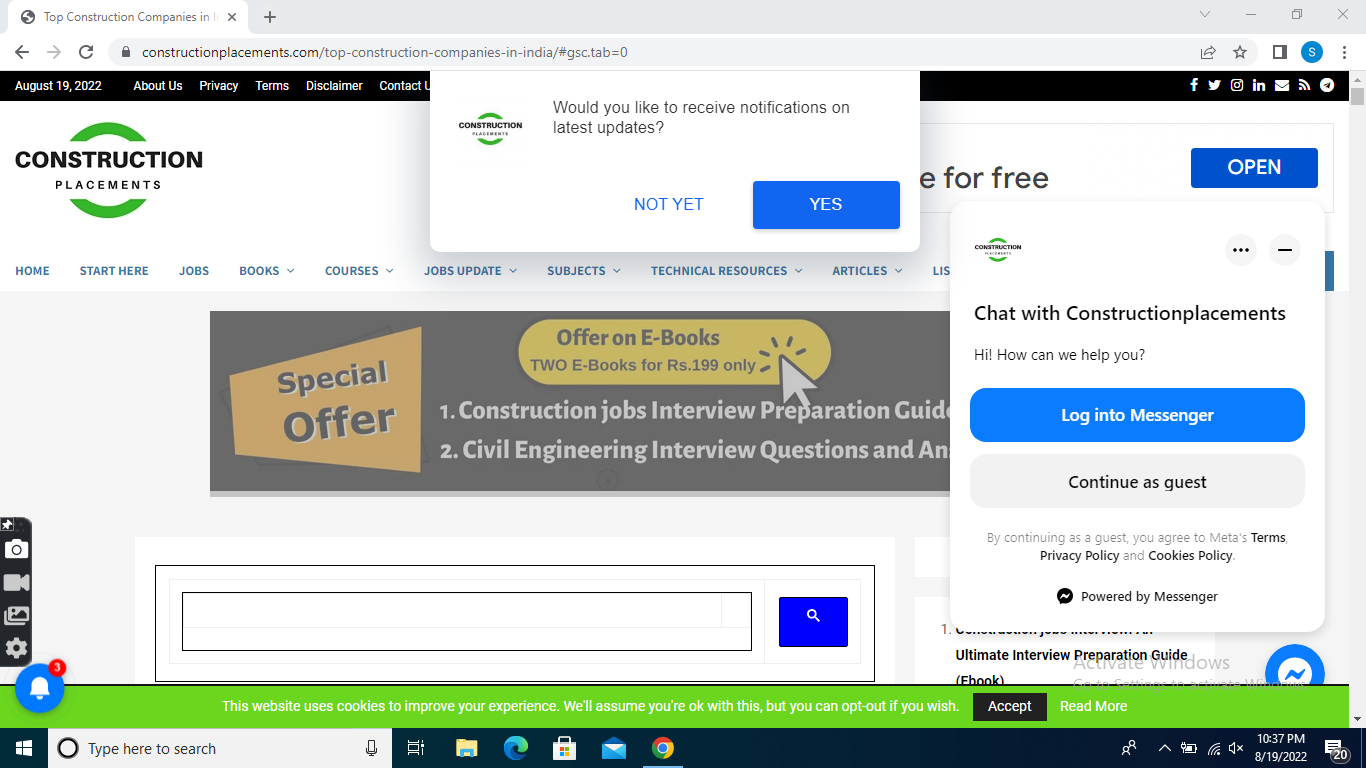 Top Construction Companies in I
constructionplacements.com/top-construction-companies-in-india/#gsc.tab=0
S
August 19, 2022
About Us
Privacy
Terms
Disclaimer
Contact U
CONSTRUCTION
PLACEMENTS
CONSTRUCTION
PLACEMENTS
Would you like to receive notifications on
latest updates?
NOT YET
YES
e for free
OPEN
HOME
START HERE
JOBS
BOOKS
COURSES
JOBS UPDATE
SUBJECTS
TECHNICAL RESOURCES
ARTICLES
LIS
Special
Offer
Offer on E-Books
TWO E-Books for Rs.199 only
1. Construction jobs Interview Preparation Guide
2. Civil Engineering Interview Questions and An
CONSTRUCTION
PLACEMENTS
Chat with Constructionplacements
Hi! How can we help you?
Log into Messenger
Continue as guest
By continuing as a guest, you agree to Meta's Terms,
Privacy Policy and Cookies Policy.
Powered by Messenger
1. Construction Jobs Interview: An
Ultimate Interview Preparation Guide
(Ebook)
Activate Windows
Go to Settings to activate Windows.
3
This website uses cookies to improve your experience. We'll assume you're ok with this, but you can opt-out if you wish.
Accept
Read More
Type here to search
10:37 PM
8/19/2022
20